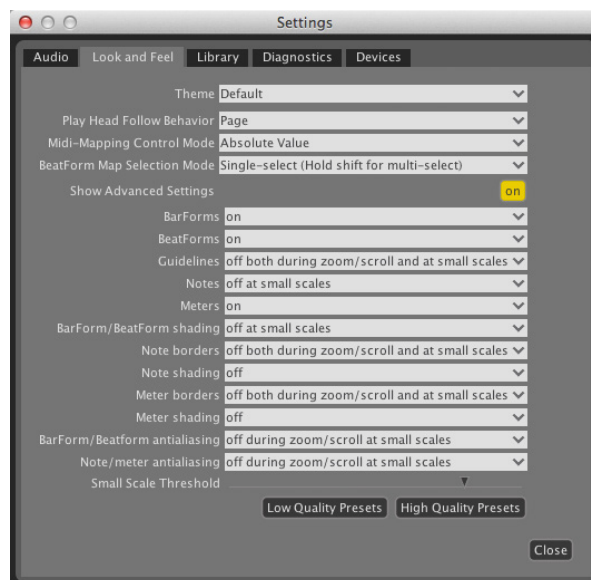 Settings
Audio Look and Feel Library Diagnostics Devices
Theme Default
Play Head Follow Behavior Page
Midi-Mapping Control Mode Absolute Value
BeatForm Map Selection Mode Single-select (Hold shift for multi-select)
Show Advanced Settings on
BarForms on
BeatForms on
Guidelines off both during zoom/scroll and at small scales
Notes off at small scales
Meters on
BarForm/BeatForm shading off at small scales
Note borders off both during zoom/scroll and at small scales
Note shading off
Meter borders off both during zoom/scroll and at small scales
Meter shading off
BarForm/Beatform antialiasing off during zoom/scroll at small scales
Note/meter antialiasing off during zoom/scroll at small scales
Small Scale Threshold
Low Quality Presets High Quality Presets
Close